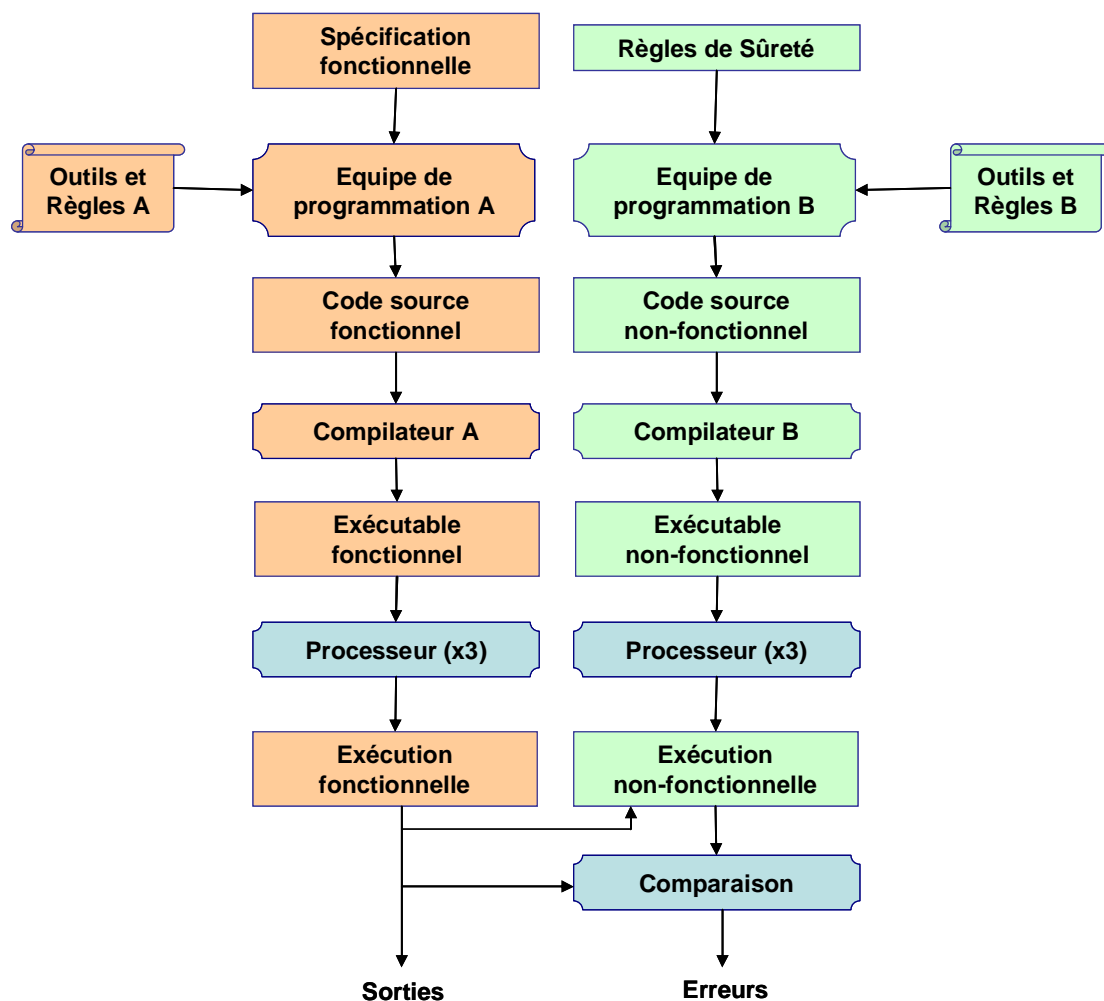 Spécification
fonctionnelle
Règles de Sûreté
Outils et
Règles A
Equipe de
programmation A
Equipe de
programmation B
Outils et
Règles B
Code source
fonctionnel
Code source
non-fonctionnel
Compilateur A
Compilateur B
Exécutable
fonctionnel
Exécutable
non-fonctionnel
Processeur (x3)
Processeur (x3)
Exécution
fonctionnelle
Exécution
non-fonctionnelle
Comparaison
Sorties
Erreurs